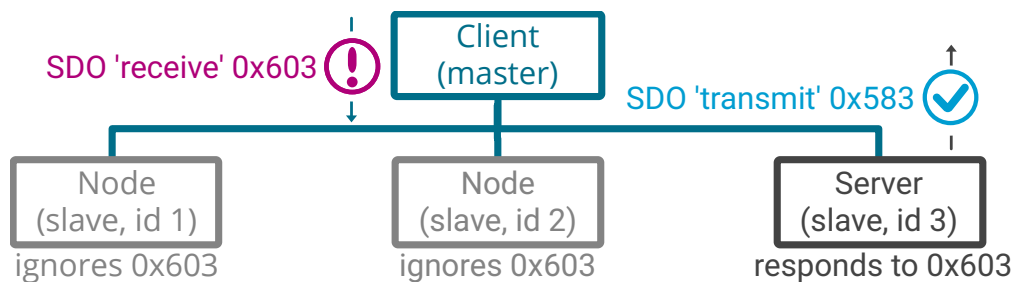 Client
(master)
SDO 'receive' 0x603
SDO 'transmit' 0x583
Node
(slave, id 1)
ignores 0x603
Node
(slave, id 2)
ignores 0x603
Server
(slave, id 3)
responds to 0x603